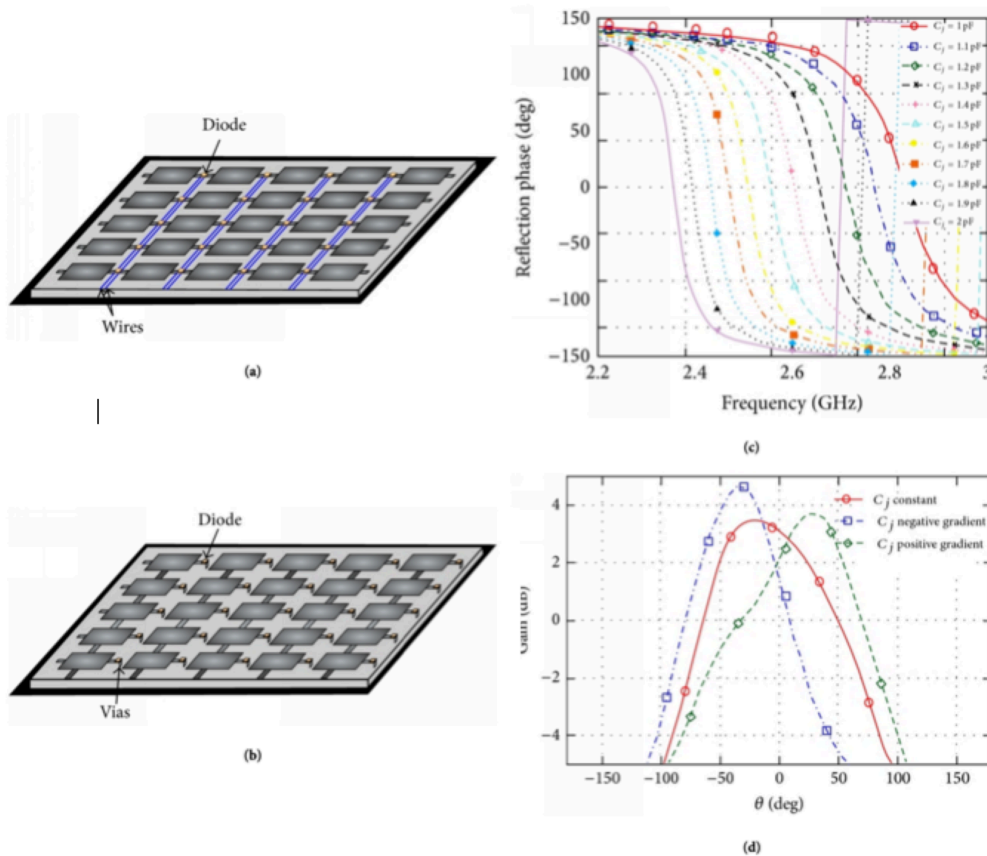 Diode
Wires
(a)
Diode
Vias
(b)
Reflection phase (deg)
150
100
50
0
−50
−100
−150
2.2
2.4
2.6
2.8
3
Frequency (GHz)
C_j = 1 pF
C_j = 1.1 pF
C_j = 1.2 pF
C_j = 1.3 pF
C_j = 1.4 pF
C_j = 1.5 pF
C_j = 1.6 pF
C_j = 1.7 pF
C_j = 1.8 pF
C_j = 1.9 pF
C_j = 2 pF
(c)
4
2
0
−2
−4
−150
−100
−50
0
50
100
150
θ (deg)
C_j constant
C_j negative gradient
C_j positive gradient
(d)